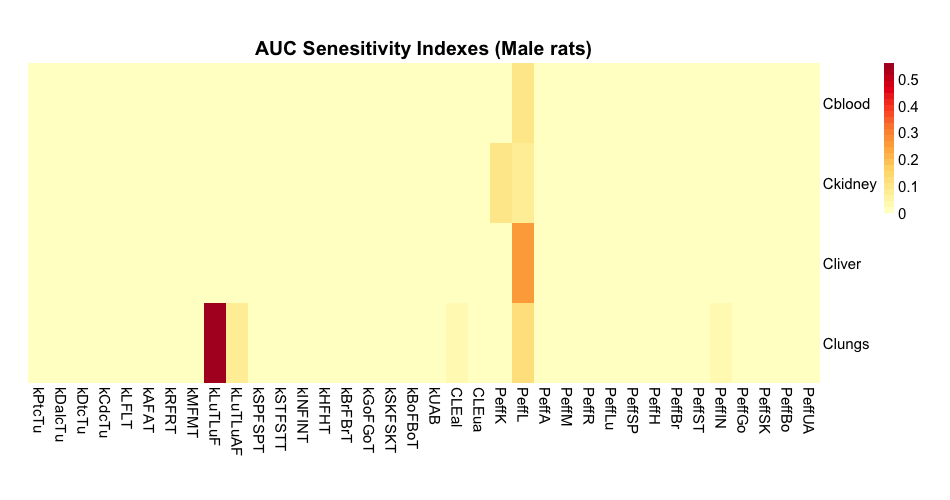 AUC Senesitivity Indexes (Male rats)
0.5
0.4
0.3
0.2
0.1
0
Cblood
Ckidney
Cliver
Clungs
kPtcTu
kDalcTu
kDtcTu
kCdcTu
kLFLT
kAFAT
kRFRT
kMFMT
kLuTLuF
kLuTLuAF
kSPFSPT
kSTFSTT
kINFINT
kHFHT
kBrFBrT
kGoFGoT
kSKFSKT
kBoFBoT
kUAB
CLEal
CLEua
PeffK
PeffL
PeffA
PeffM
PeffR
PeffLu
PeffSP
PeffH
PeffBr
PeffST
PeffIN
PeffGo
PeffSK
PeffBo
PeffUA